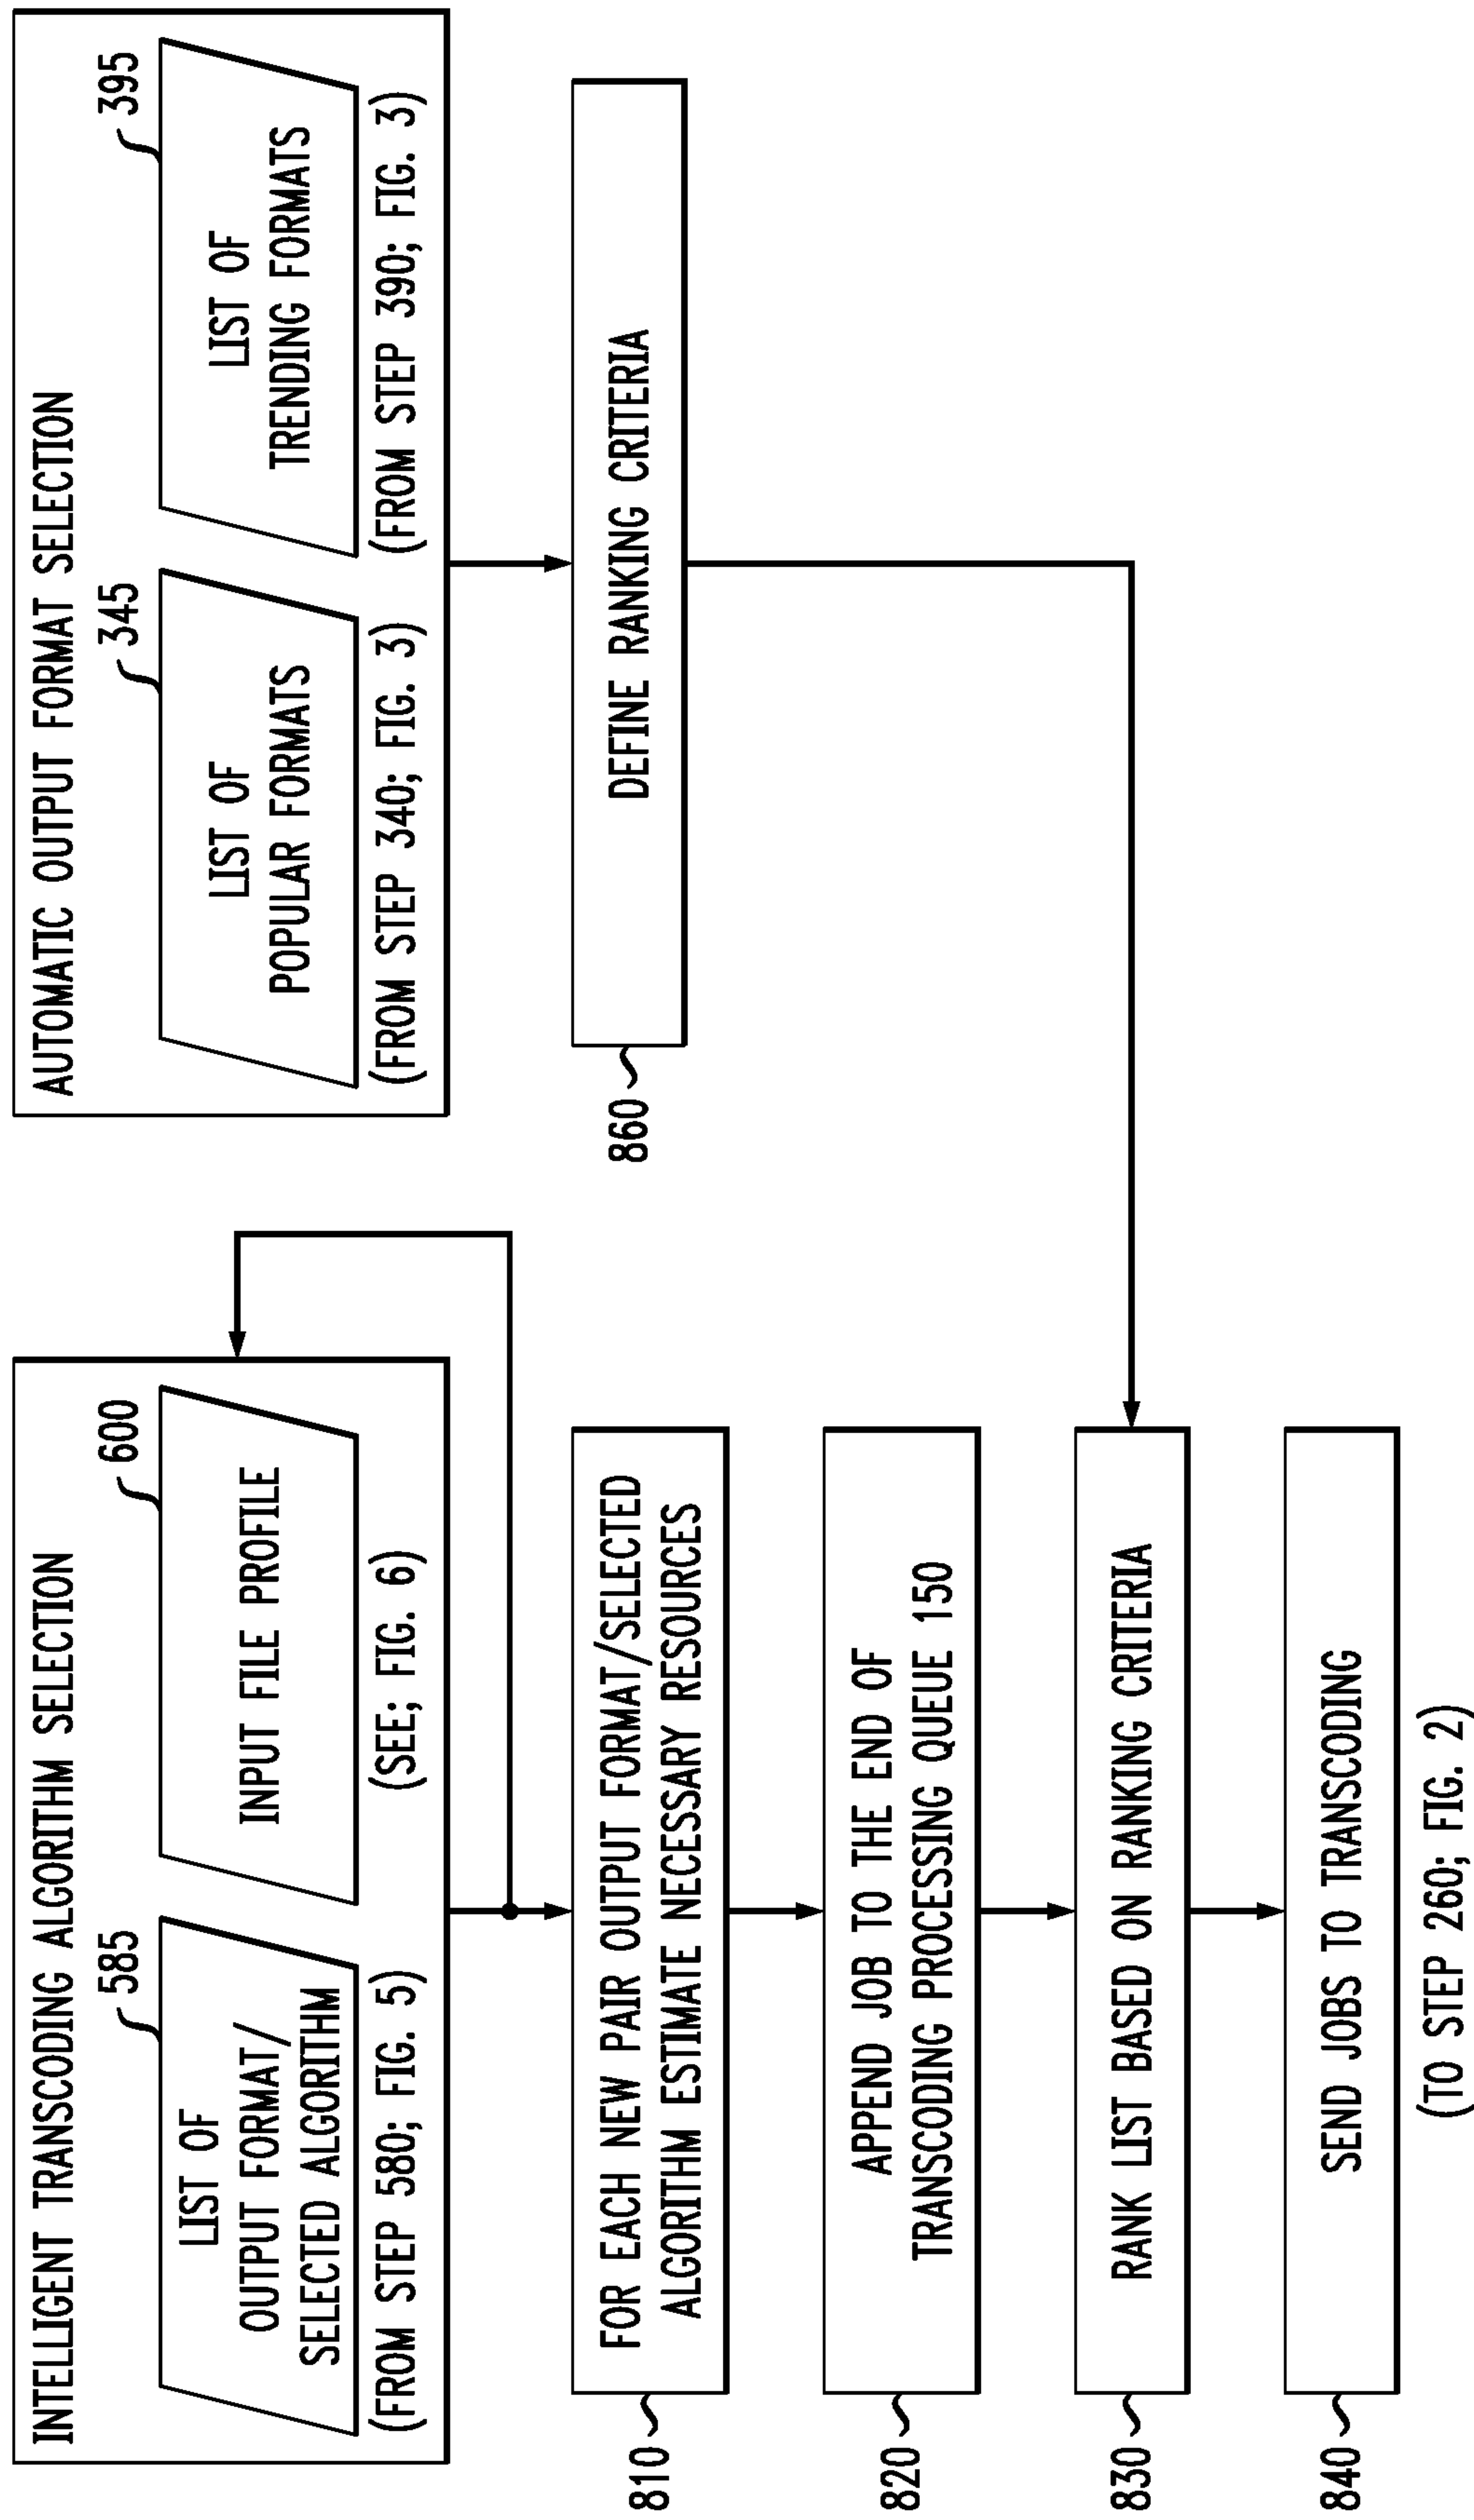 INTELLIGENT TRANSCODING ALGORITHM SELECTION
585
LIST OF
OUTPUT FORMAT/
SELECTED ALGORITHM
(FROM STEP 580; FIG. 5)
600
INPUT FILE PROFILE
(SEE; FIG. 6)
AUTOMATIC OUTPUT FORMAT SELECTION
345
LIST OF
POPULAR FORMATS
(FROM STEP 340; FIG. 3)
395
LIST OF
TRENDING FORMATS
(FROM STEP 390; FIG. 3)
810
FOR EACH NEW PAIR OUTPUT FORMAT/SELECTED
ALGORITHM ESTIMATE NECESSARY RESOURCES
860
DEFINE RANKING CRITERIA
820
APPEND JOB TO THE END OF
TRANSCODING PROCESSING QUEUE 150
830
RANK LIST BASED ON RANKING CRITERIA
840
SEND JOBS TO TRANSCODING
(TO STEP 260; FIG. 2)